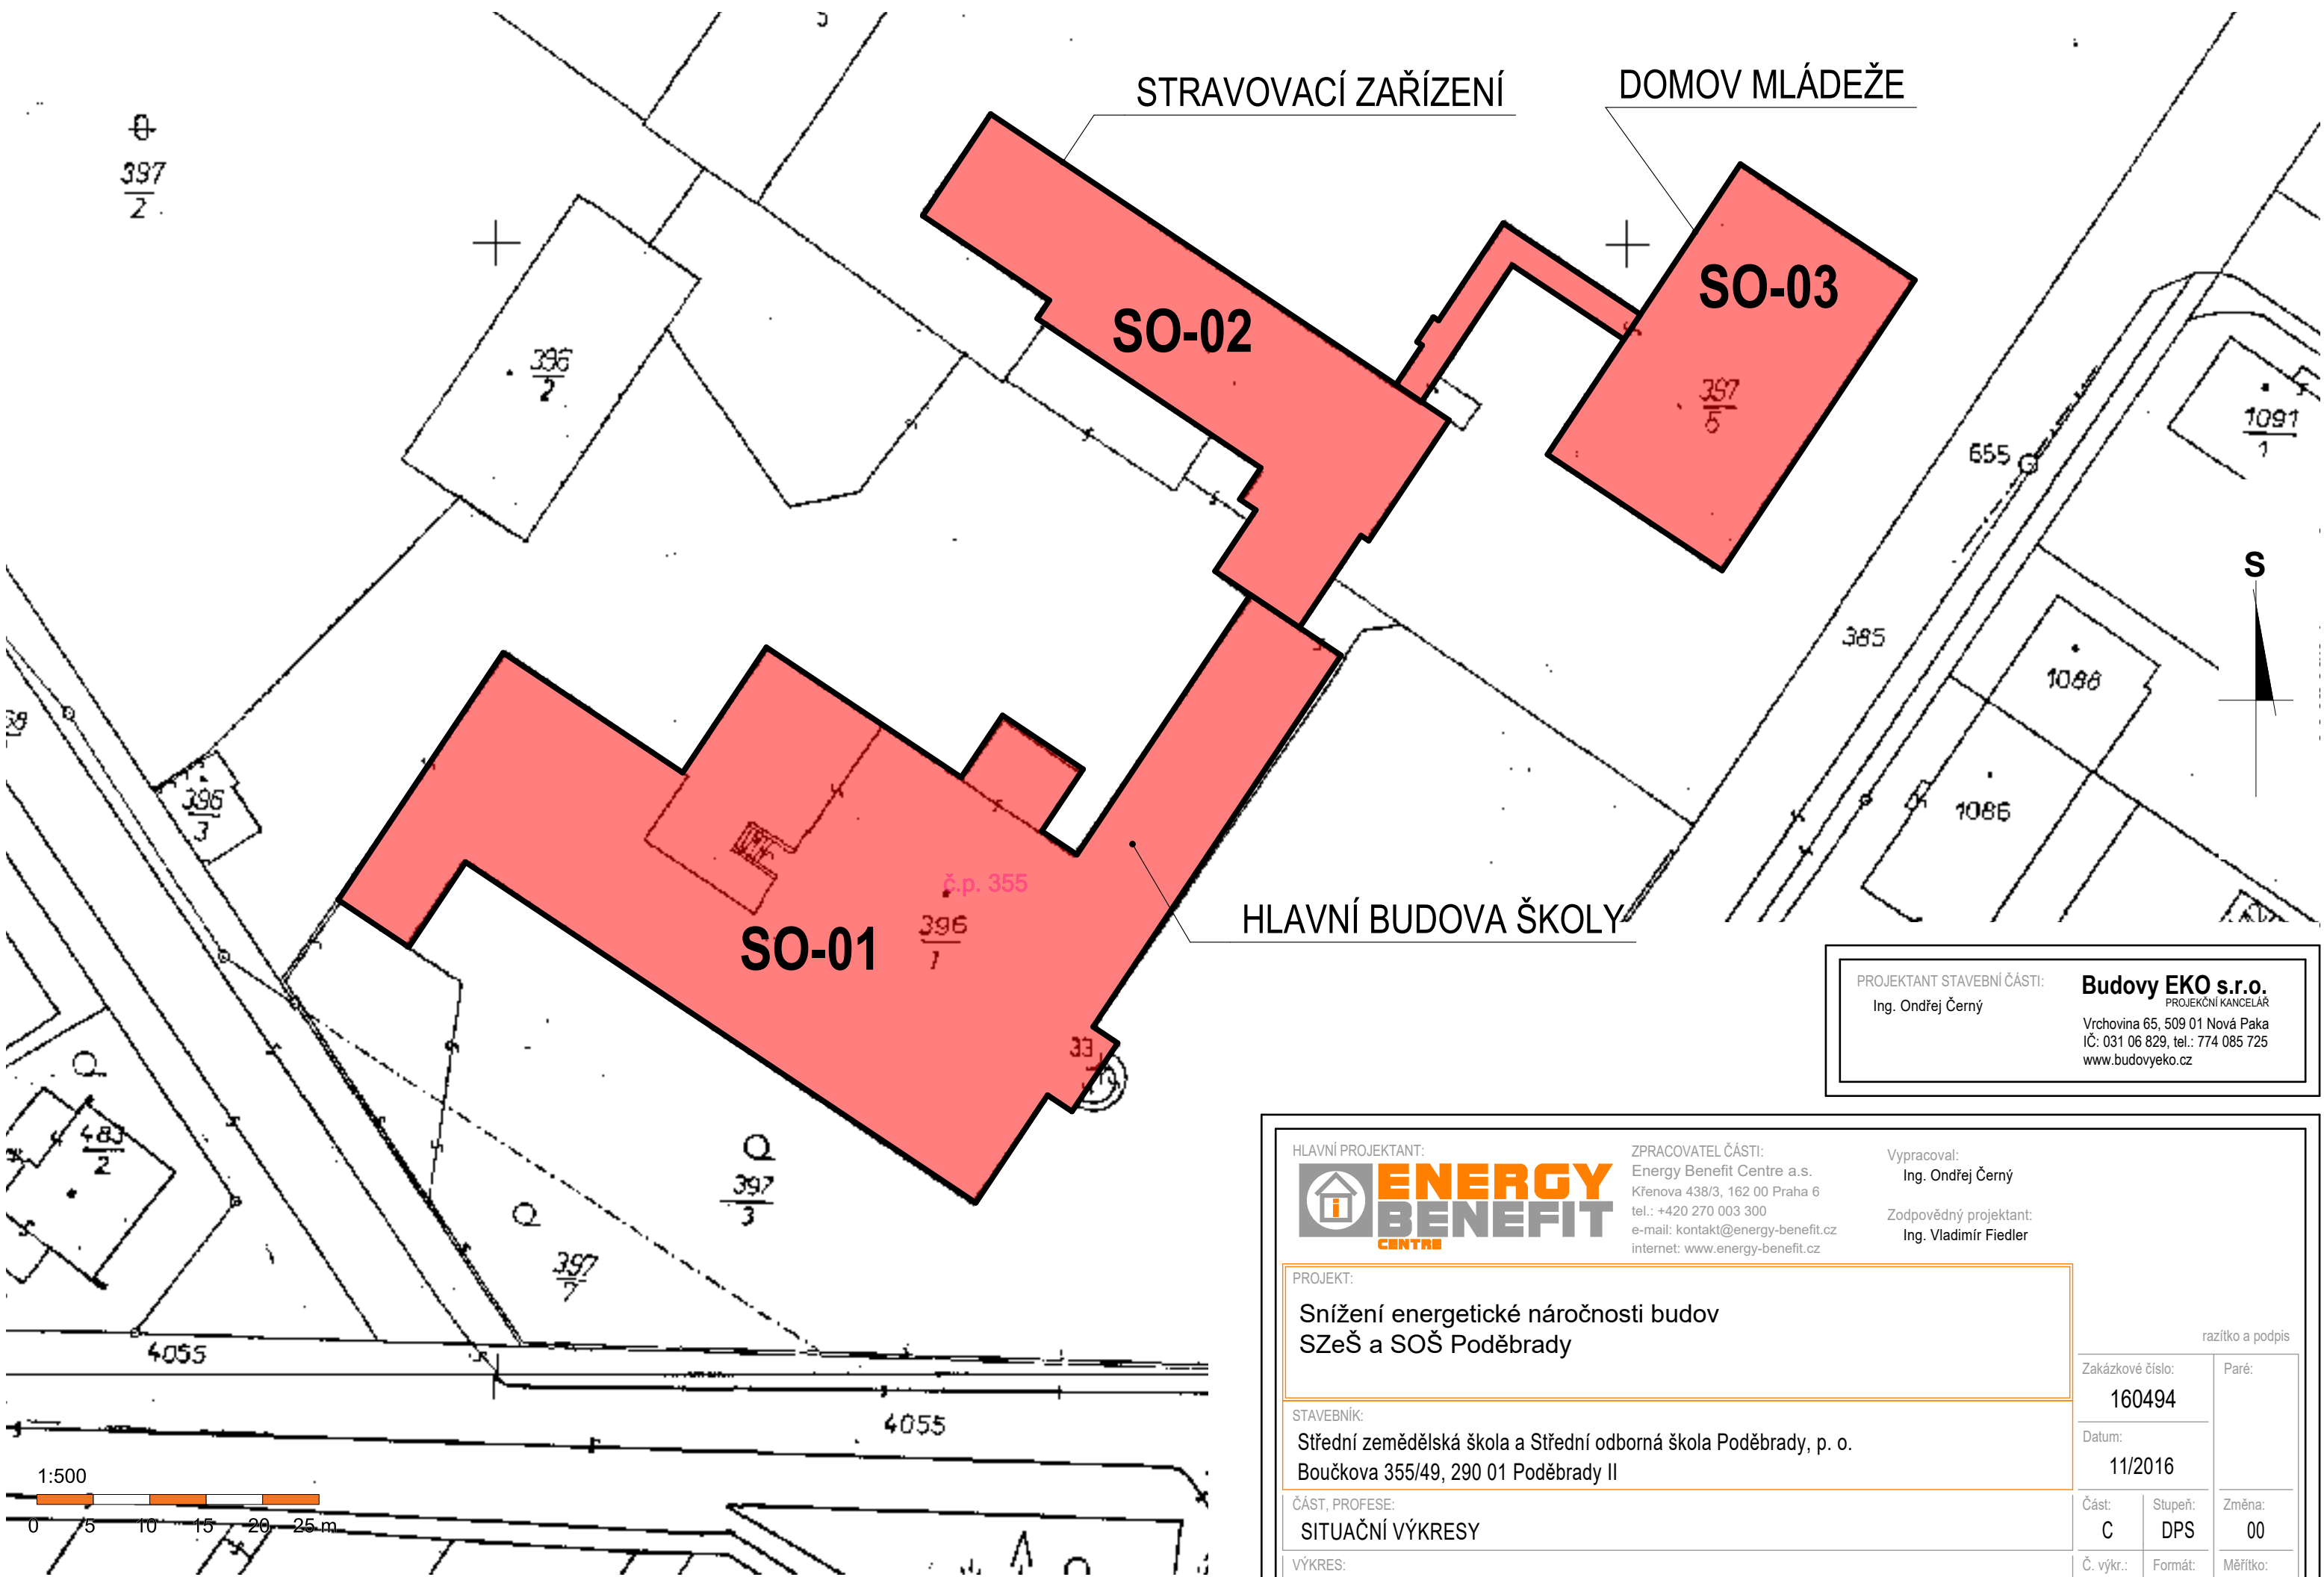 STRAVOVACÍ ZAŘÍZENÍ
DOMOV MLÁDEŽE
397
2
SO-02
SO-03
396
2
397
5
1091
1
655
S
385
1088
1086
396
3
č.p. 355
396
1
SO-01
HLAVNÍ BUDOVA ŠKOLY
33
483
2
397
3
397
7
4055
4055
1:500
0 5 10 15 20 25 m
PROJEKTANT STAVEBNÍ ČÁSTI:
Ing. Ondřej Černý
Budovy EKO s.r.o.
PROJEKČNÍ KANCELÁŘ
Vrchovina 65, 509 01 Nová Paka
IČ: 031 06 829, tel.: 774 085 725
www.budovyeko.cz
HLAVNÍ PROJEKTANT:
ENERGY
BENEFIT
CENTRE
ZPRACOVATEL ČÁSTI:
Energy Benefit Centre a.s.
Křenova 438/3, 162 00 Praha 6
tel.: +420 270 003 300
e-mail: kontakt@energy-benefit.cz
internet: www.energy-benefit.cz
Vypracoval:
Ing. Ondřej Černý
Zodpovědný projektant:
Ing. Vladimír Fiedler
PROJEKT:
Snížení energetické náročnosti budov
SZeŠ a SOŠ Poděbrady
razítko a podpis
Zakázkové číslo:
160494
Paré:
STAVEBNÍK:
Střední zemědělská škola a Střední odborná škola Poděbrady, p. o.
Boučkova 355/49, 290 01 Poděbrady II
Datum:
11/2016
ČÁST, PROFESE:
SITUAČNÍ VÝKRESY
Část:
C
Stupeň:
DPS
Změna:
00
VÝKRES:
Č. výkr.:
Formát:
Měřítko: